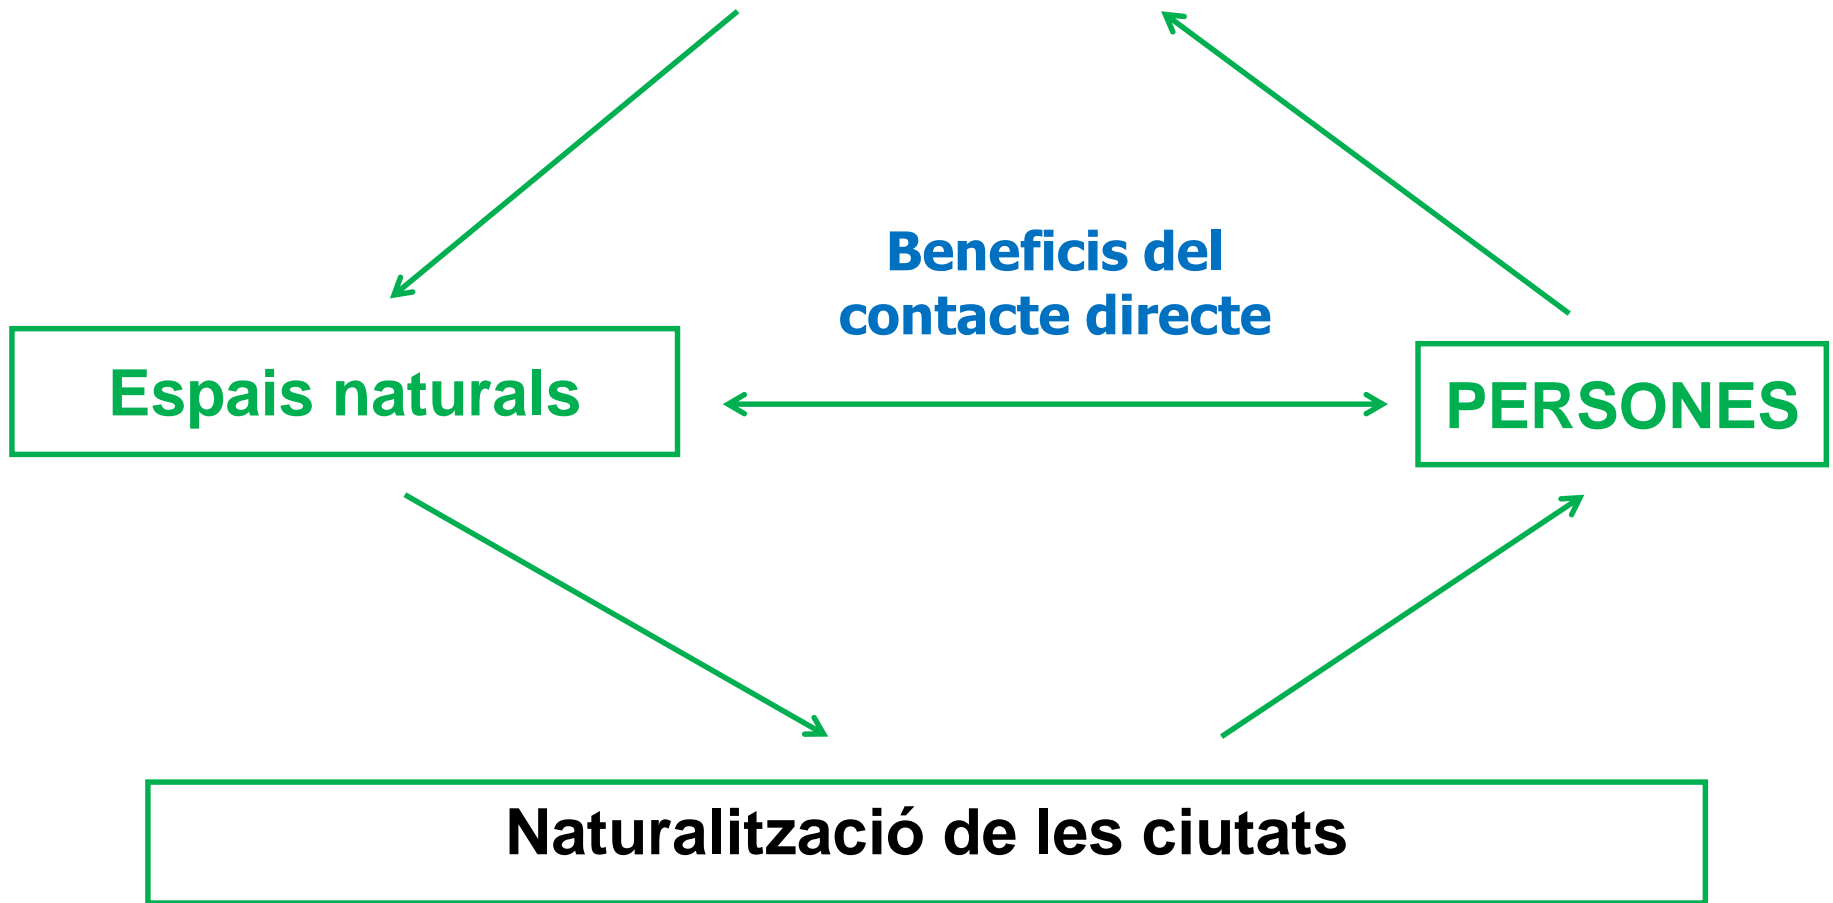 Beneficis del
contacte directe
Espais naturals
PERSONES
Naturalització de les ciutats